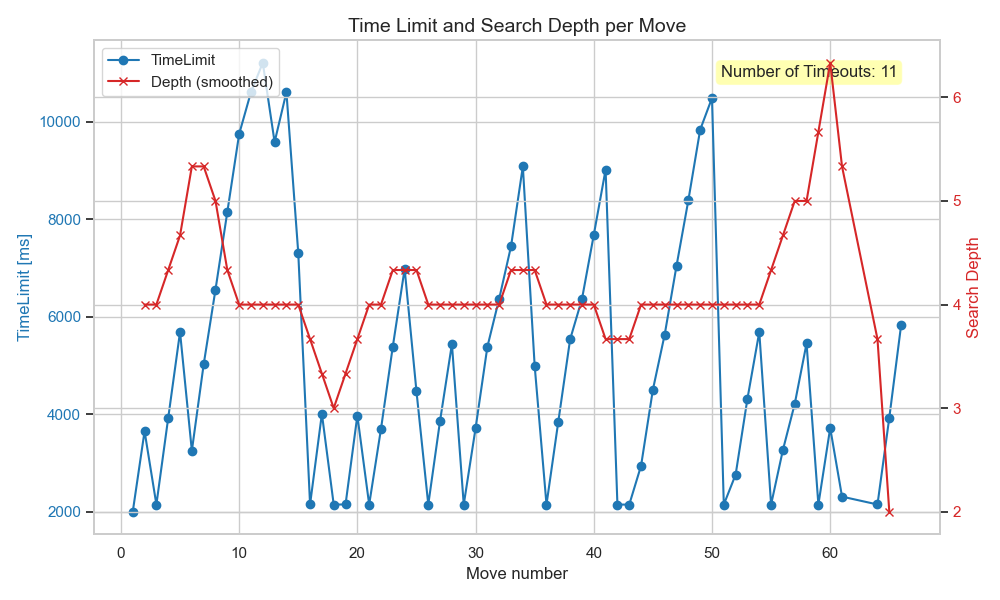 Time Limit and Search Depth per Move
TimeLimit
Depth (smoothed)
Number of Timeouts: 11
TimeLimit [ms]
10000
8000
6000
4000
2000
6
5
4
3
2
Search Depth
0 10 20 30 40 50 60
Move number